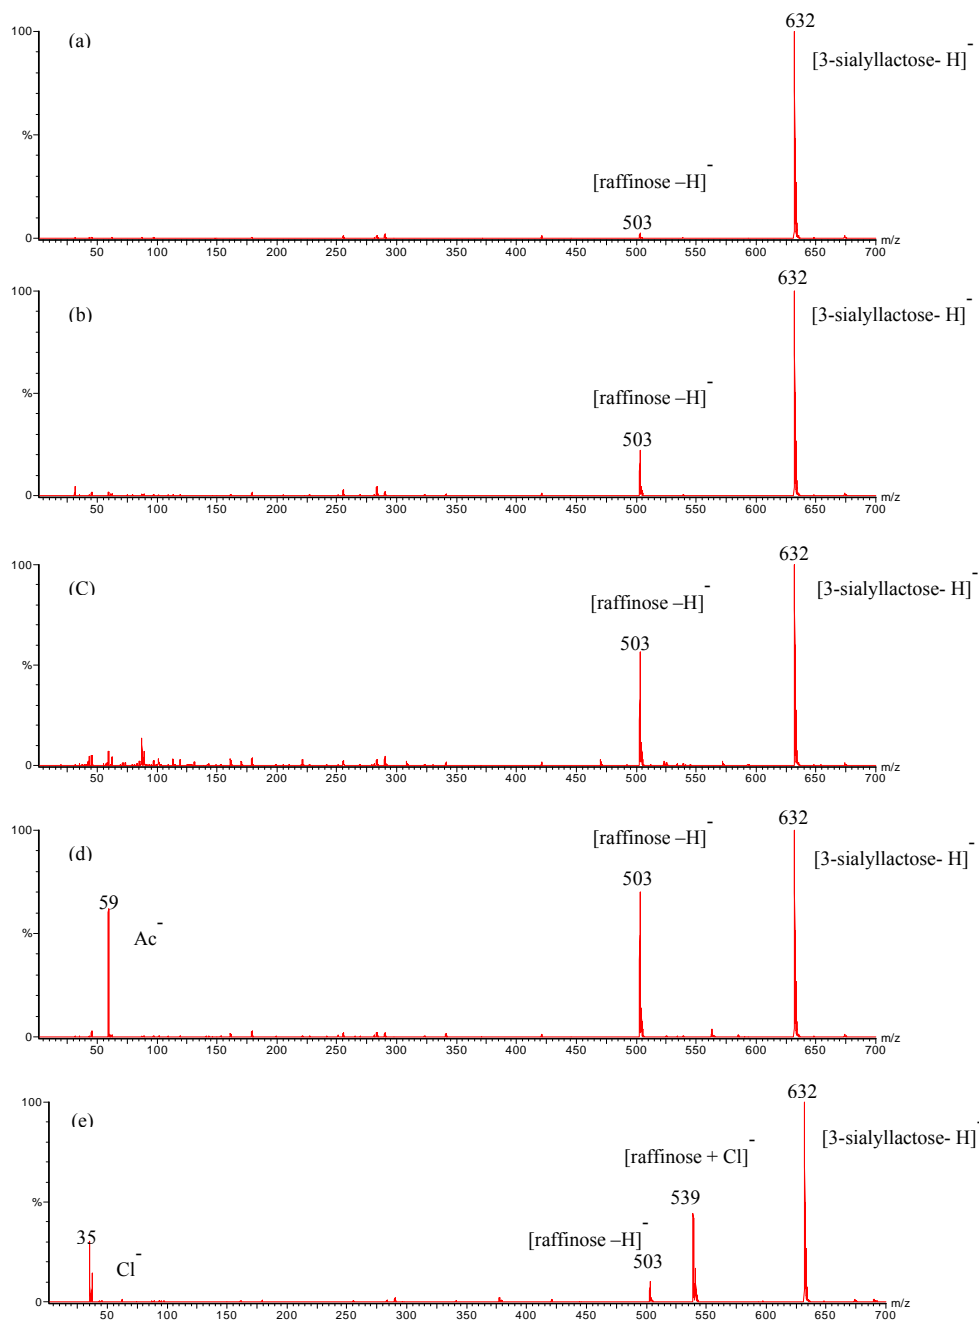 632
100
(a)
[3-sialyllactose- H]-
%
[raffinose –H]-
503
0
50 100 150 200 250 300 350 400 450 500 550 600 650 700 m/z
632
100
(b)
[3-sialyllactose- H]-
%
[raffinose –H]-
503
0
50 100 150 200 250 300 350 400 450 500 550 600 650 700 m/z
632
100
(C)
[3-sialyllactose- H]-
[raffinose –H]-
503
%
0
50 100 150 200 250 300 350 400 450 500 550 600 650 700 m/z
632
100
[raffinose –H]-
(d)
[3-sialyllactose- H]-
503
59
%
Ac-
0
50 100 150 200 250 300 350 400 450 500 550 600 650 700 m/z
632
100
(e)
[3-sialyllactose- H]-
[raffinose + Cl]-
539
%
35
[raffinose –H]-
503
Cl-
0
50 100 150 200 250 300 350 400 450 500 550 600 650 700 m/z